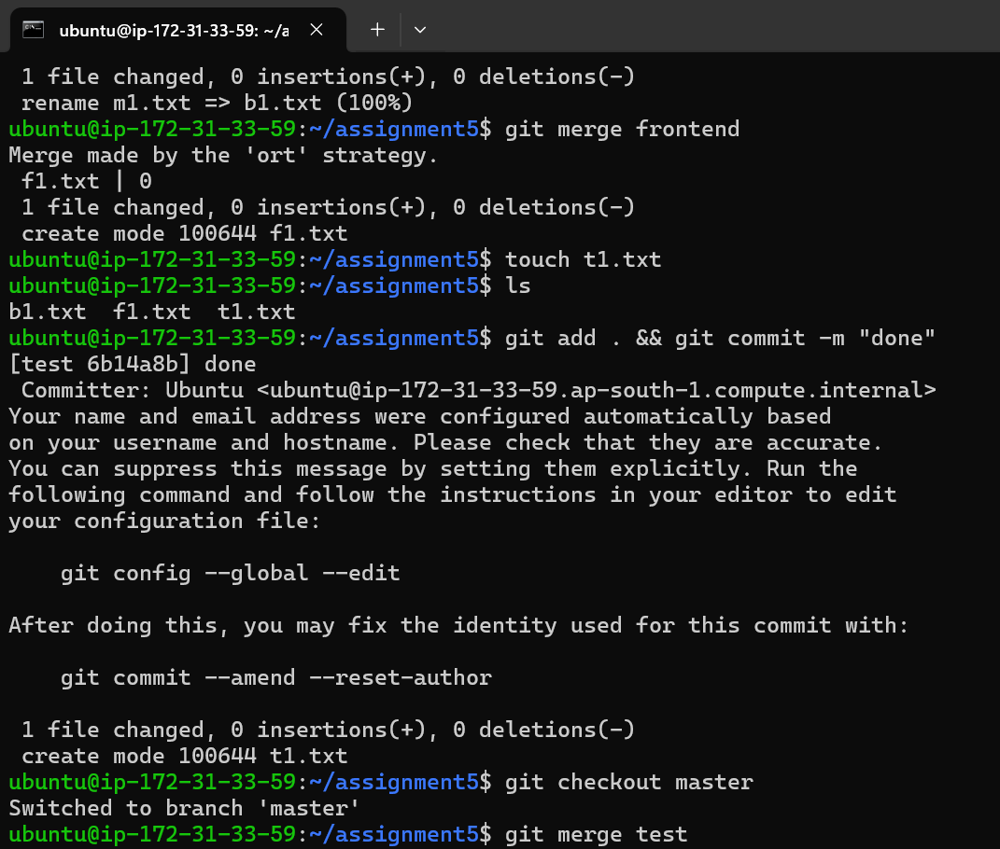 ubuntu@ip-172-31-33-59: ~/a
1 file changed, 0 insertions(+), 0 deletions(-)
rename m1.txt => b1.txt (100%)
ubuntu@ip-172-31-33-59:~/assignment5$ git merge frontend
Merge made by the 'ort' strategy.
f1.txt | 0
1 file changed, 0 insertions(+), 0 deletions(-)
create mode 100644 f1.txt
ubuntu@ip-172-31-33-59:~/assignment5$ touch t1.txt
ubuntu@ip-172-31-33-59:~/assignment5$ ls
b1.txt  f1.txt  t1.txt
ubuntu@ip-172-31-33-59:~/assignment5$ git add . && git commit -m "done"
[test 6b14a8b] done
Committer: Ubuntu <ubuntu@ip-172-31-33-59.ap-south-1.compute.internal>
Your name and email address were configured automatically based
on your username and hostname. Please check that they are accurate.
You can suppress this message by setting them explicitly. Run the
following command and follow the instructions in your editor to edit
your configuration file:
git config --global --edit
After doing this, you may fix the identity used for this commit with:
git commit --amend --reset-author
1 file changed, 0 insertions(+), 0 deletions(-)
create mode 100644 t1.txt
ubuntu@ip-172-31-33-59:~/assignment5$ git checkout master
Switched to branch 'master'
ubuntu@ip-172-31-33-59:~/assignment5$ git merge test